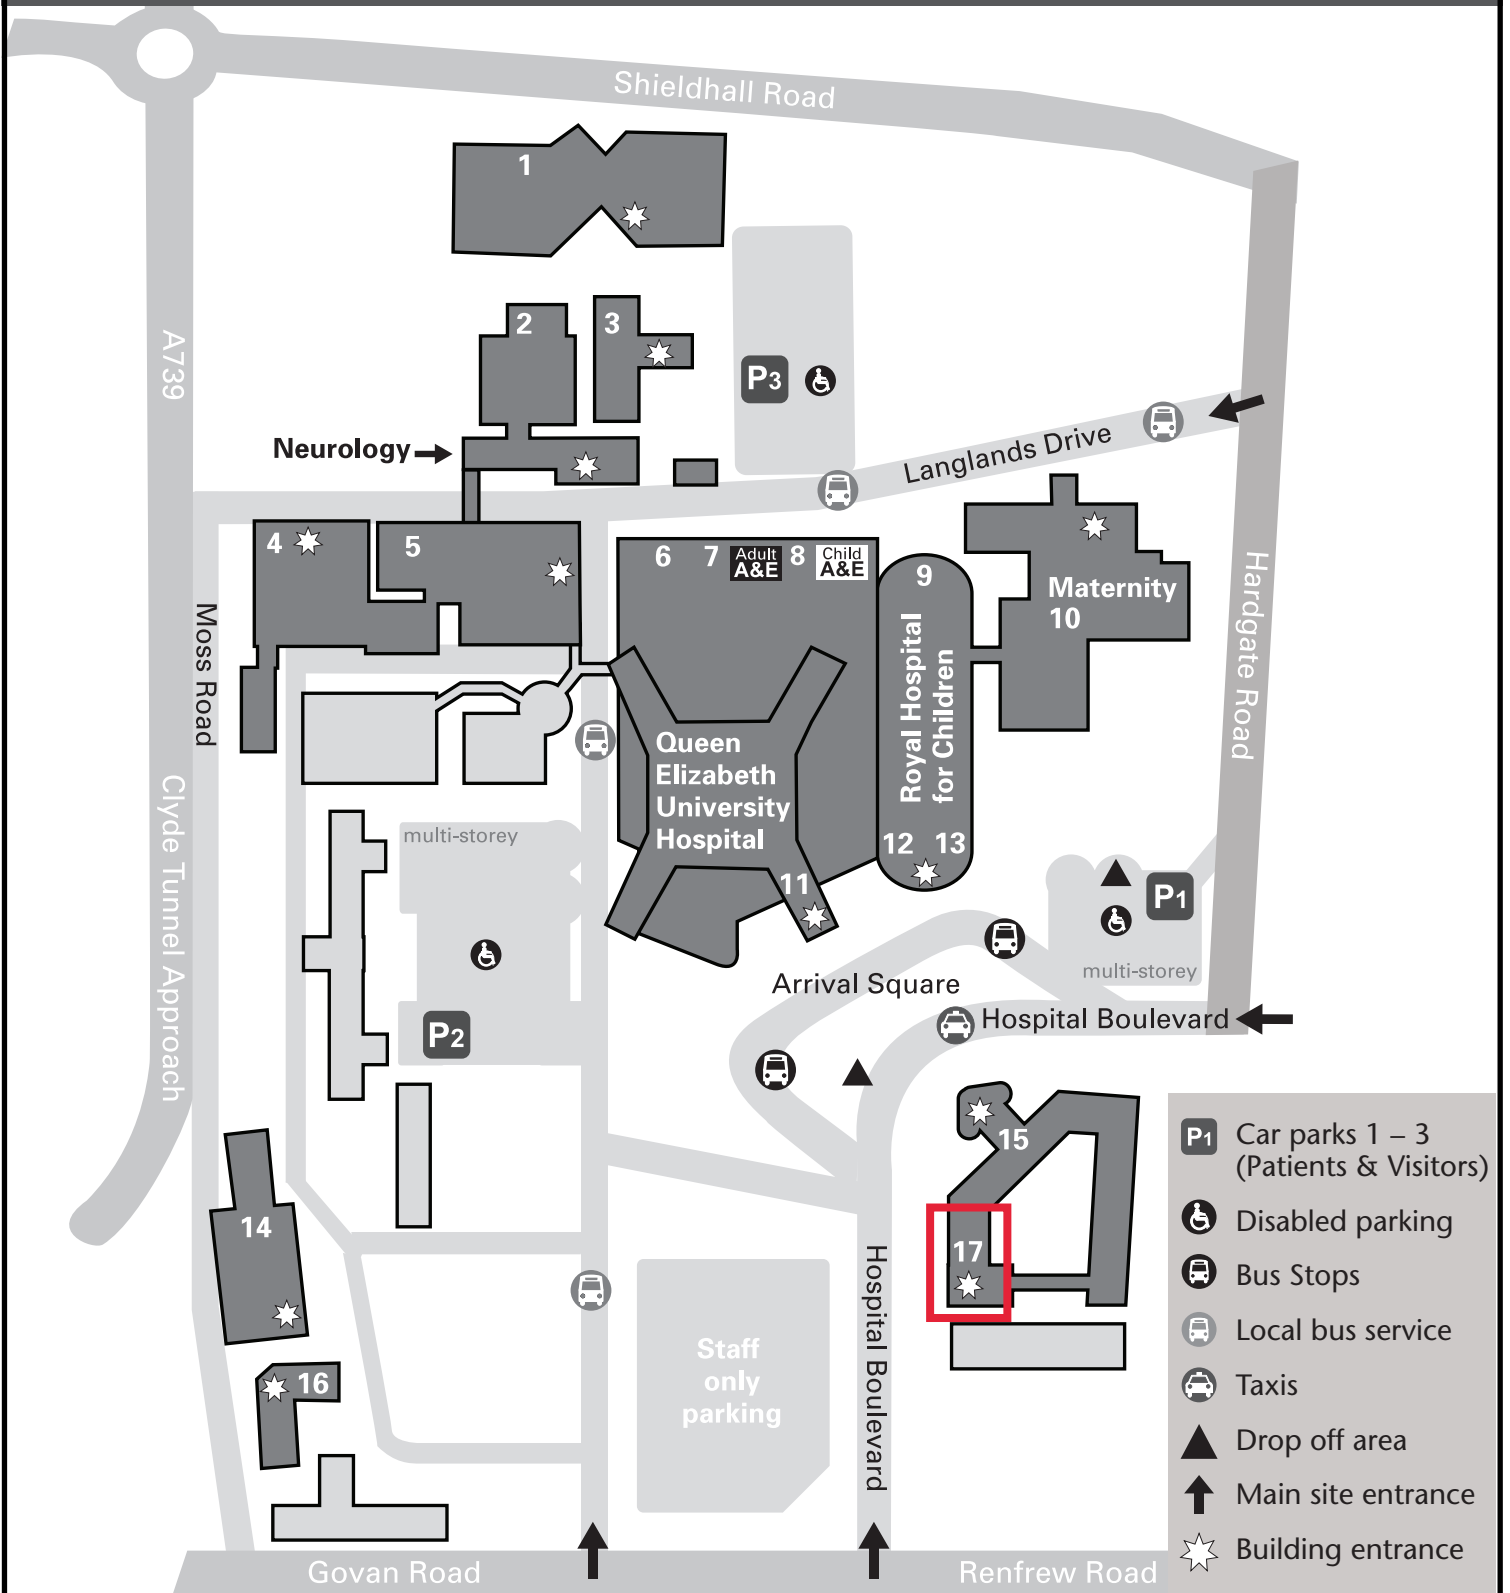 Shieldhall Road
1
A739
2
3
P3
Neurology
Langlands Drive
4
5
6
7
Adult
A&E
8
Child
A&E
9
Maternity
10
Hardgate Road
Moss Road
Royal Hospital
for Children
Queen
Elizabeth
University
Hospital
Clyde Tunnel Approach
multi-storey
12
13
11
P1
multi-storey
Arrival Square
Hospital Boulevard
P2
15
14
17
Hospital Boulevard
Staff
only
parking
16
Govan Road
Renfrew Road
P1
Car parks 1 – 3
(Patients & Visitors)
Disabled parking
Bus Stops
Local bus service
Taxis
Drop off area
Main site entrance
Building entrance